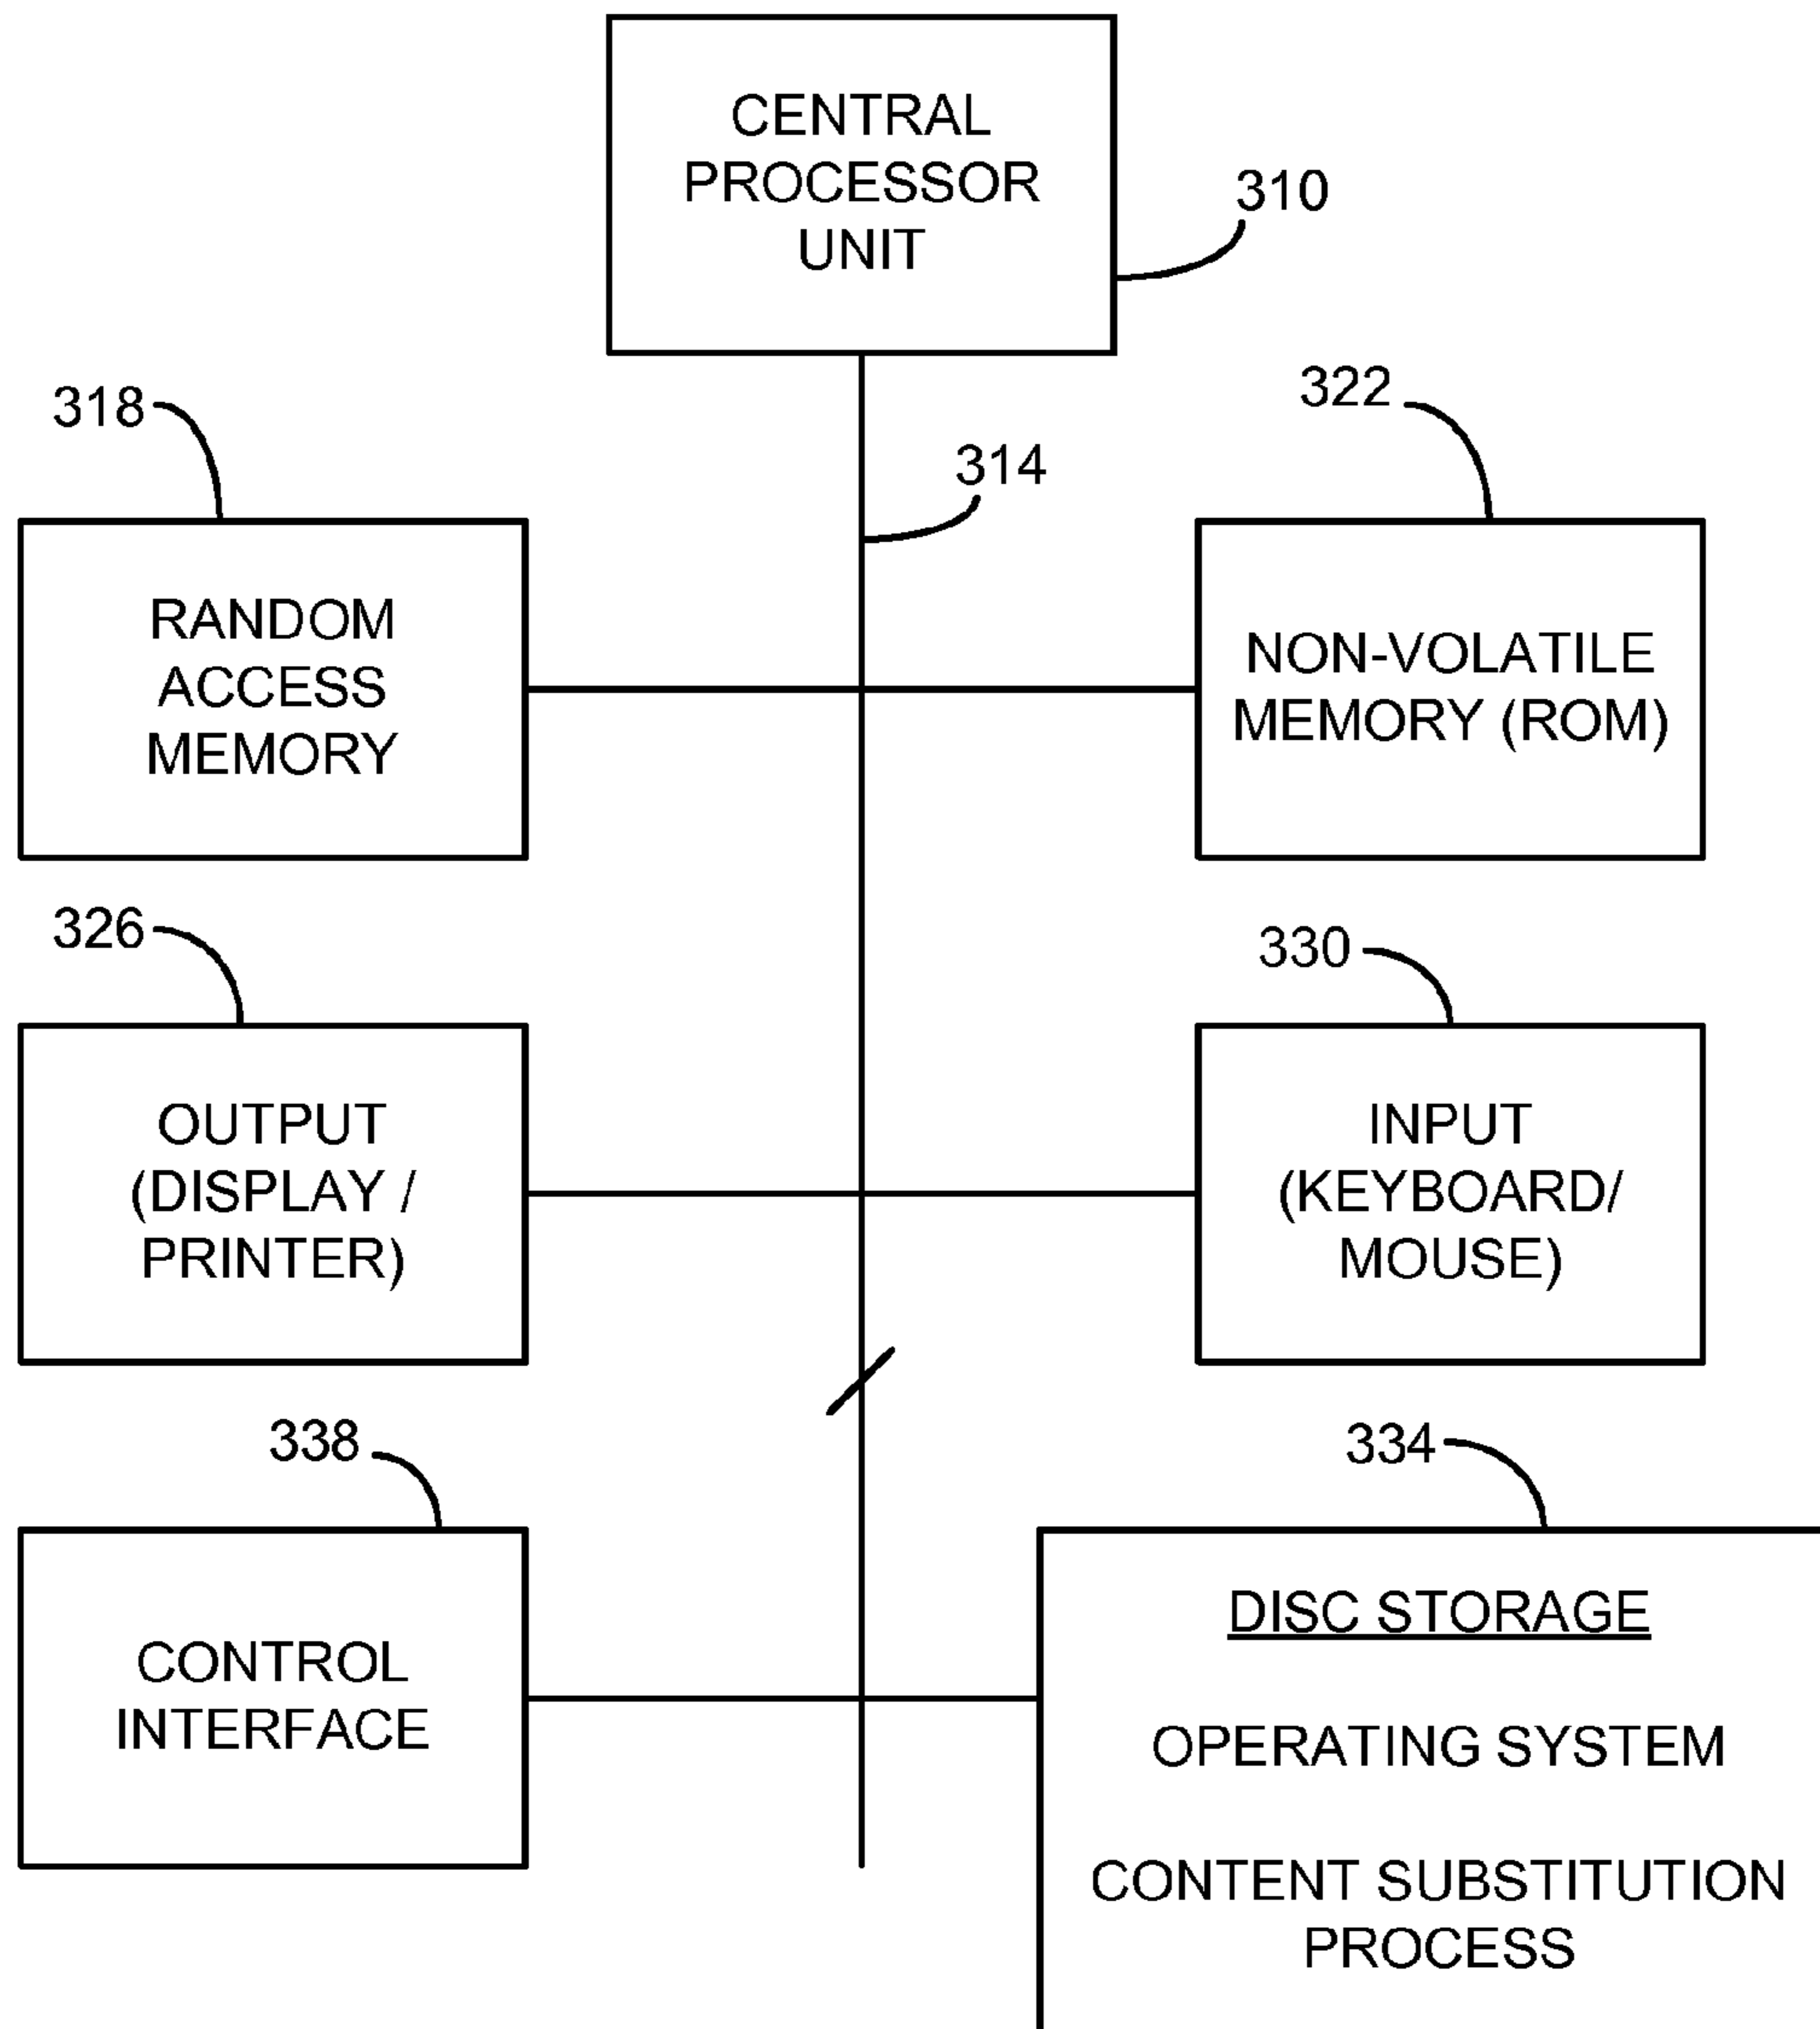 CENTRAL
PROCESSOR
UNIT
310
318
322
314
RANDOM
ACCESS
MEMORY
NON-VOLATILE
MEMORY (ROM)
326
330
OUTPUT
(DISPLAY /
PRINTER)
INPUT
(KEYBOARD/
MOUSE)
338
334
CONTROL
INTERFACE
DISC STORAGE
OPERATING SYSTEM
CONTENT SUBSTITUTION
PROCESS